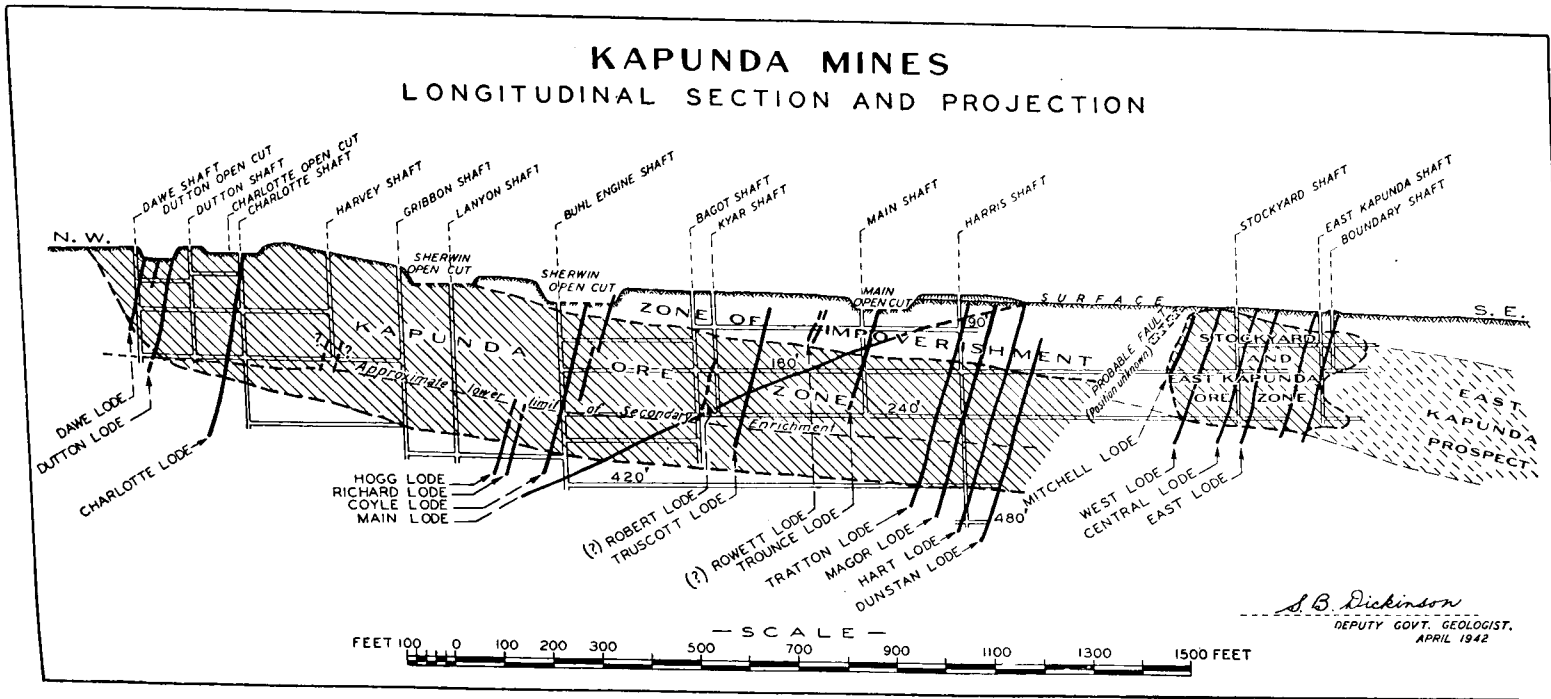 KAPUNDA MINES
LONGITUDINAL SECTION AND PROJECTION
DAWE SHAFT
DUTTON OPEN CUT
DUTTON SHAFT
CHARLOTTE OPEN CUT
CHARLOTTE SHAFT
HARVEY SHAFT
GRIBBON SHAFT
LANYON SHAFT
BUHL ENGINE SHAFT
BAGOT SHAFT
KYAR SHAFT
MAIN SHAFT
HARRIS SHAFT
STOCKYARD SHAFT
EAST KAPUNDA SHAFT
BOUNDARY SHAFT
N. W.
SHERWIN
OPEN CUT
SHERWIN
OPEN CUT
MAIN
OPEN CUT
SURFACE
S. E.
ZONE OF IMPOVERISHMENT
90'
180'
240'
420'
480'
KAPUNDA ORE ZONE
? ? ?
Approximate lower limit of Secondary Enrichment
PROBABLE FAULT
(Position unknown)
STOCKYARD
AND
EAST KAPUNDA
ORE ZONE
EAST
KAPUNDA
PROSPECT
DAWE LODE
DUTTON LODE
CHARLOTTE LODE
HOGG LODE
RICHARD LODE
COYLE LODE
MAIN LODE
(?) ROBERT LODE
TRUSCOTT LODE
(?) ROWETT LODE
TROUNCE LODE
TRATTON LODE
MAGOR LODE
HART LODE
DUNSTAN LODE
MITCHELL LODE
WEST LODE
CENTRAL LODE
EAST LODE
S. B. Dickinson
DEPUTY GOVT. GEOLOGIST.
APRIL 1942
— SCALE —
FEET 100 0 100 200 300 400 500 600 700 800 900 1000 1100 1200 1300 1400 1500 FEET